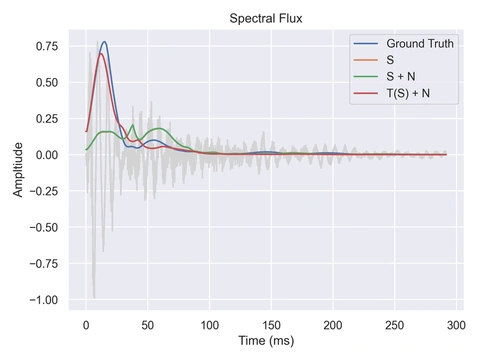 Spectral Flux
Ground Truth
S
S + N
T(S) + N
Amplitude
0.75
0.50
0.25
0.00
−0.25
−0.50
−0.75
−1.00
0
50
100
150
200
250
300
Time (ms)